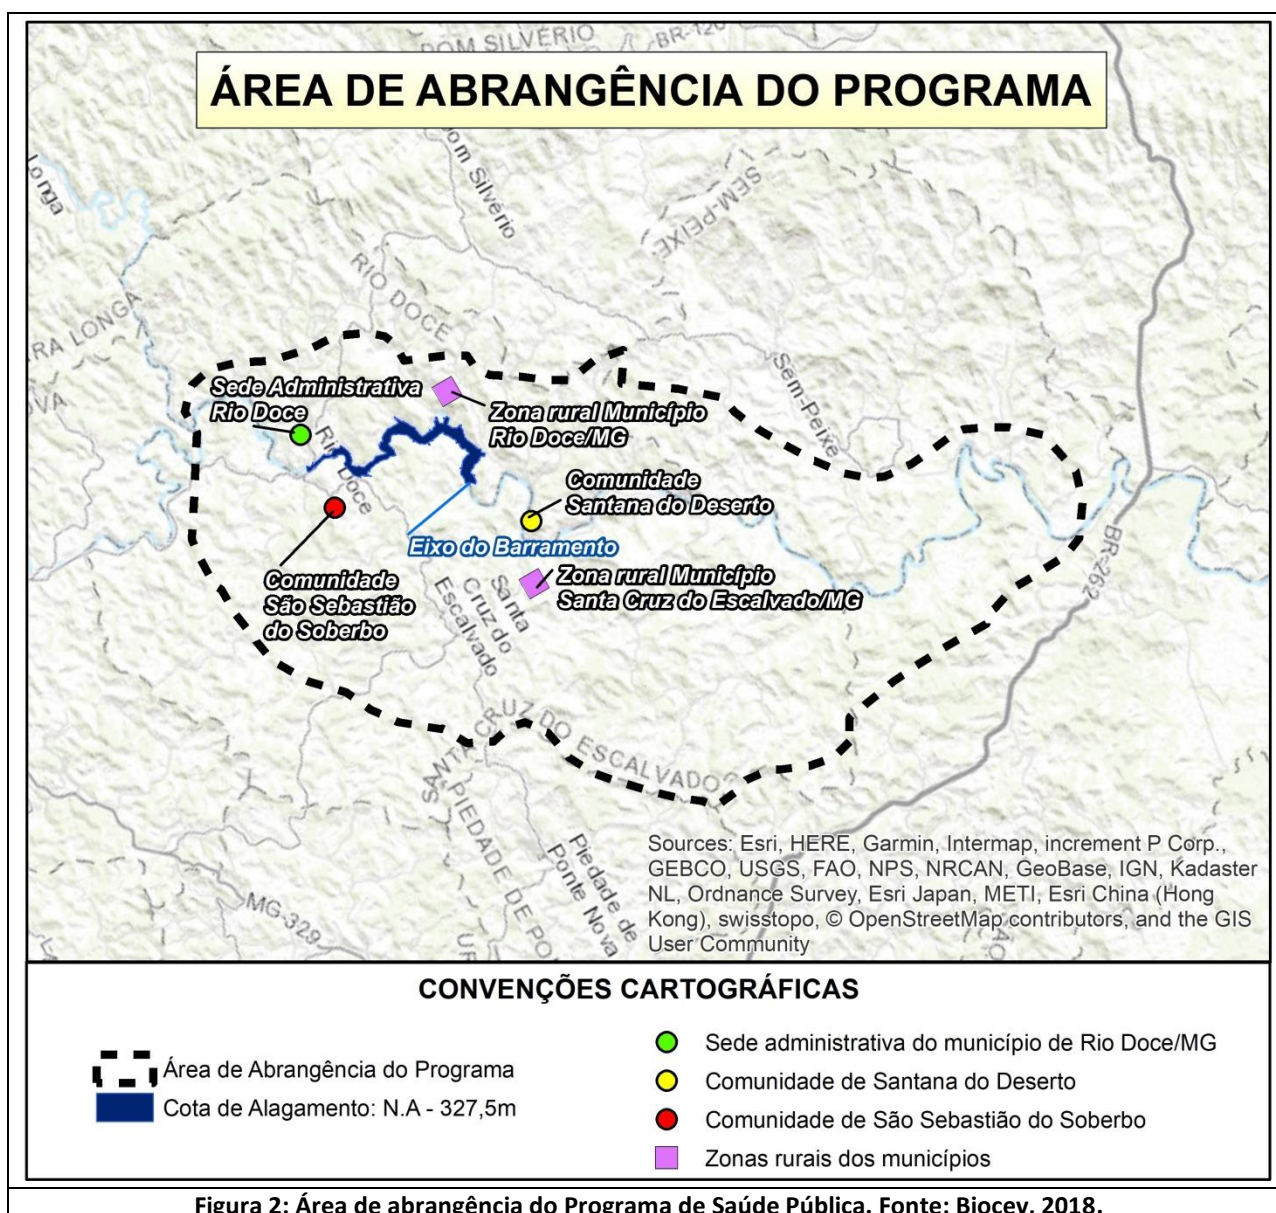 DOM SILVÉRIO
BR-120
ÁREA DE ABRANGÊNCIA DO PROGRAMA
Longa
Dom Silvério
SEM-PEIXE
RIO DOCE
RRA LONGA
OVA
Sede Administrativa
Rio Doce
Zona rural Município
Rio Doce/MG
Sem-Peixe
Rio Doce
Comunidade
Santana do Deserto
Eixo do Barramento
BR-262
Comunidade
São Sebastião
do Soberbo
Santa
Cruz do
Escalvado
Zona rural Município
Santa Cruz do Escalvado/MG
SANTA CRUZ DO ESCALVADO
PIEDADE DE PO
Piedade de
Ponte Nova
MG-329
UR
Sources: Esri, HERE, Garmin, Intermap, increment P Corp.,
GEBCO, USGS, FAO, NPS, NRCAN, GeoBase, IGN, Kadaster
NL, Ordnance Survey, Esri Japan, METI, Esri China (Hong
Kong), swisstopo, © OpenStreetMap contributors, and the GIS
User Community
CONVENÇÕES CARTOGRÁFICAS
Área de Abrangência do Programa
Cota de Alagamento: N.A - 327,5m
Sede administrativa do município de Rio Doce/MG
Comunidade de Santana do Deserto
Comunidade de São Sebastião do Soberbo
Zonas rurais dos municípios
Figura 2: Área de abrangência do Programa de Saúde Pública. Fonte: Biocev, 2018.